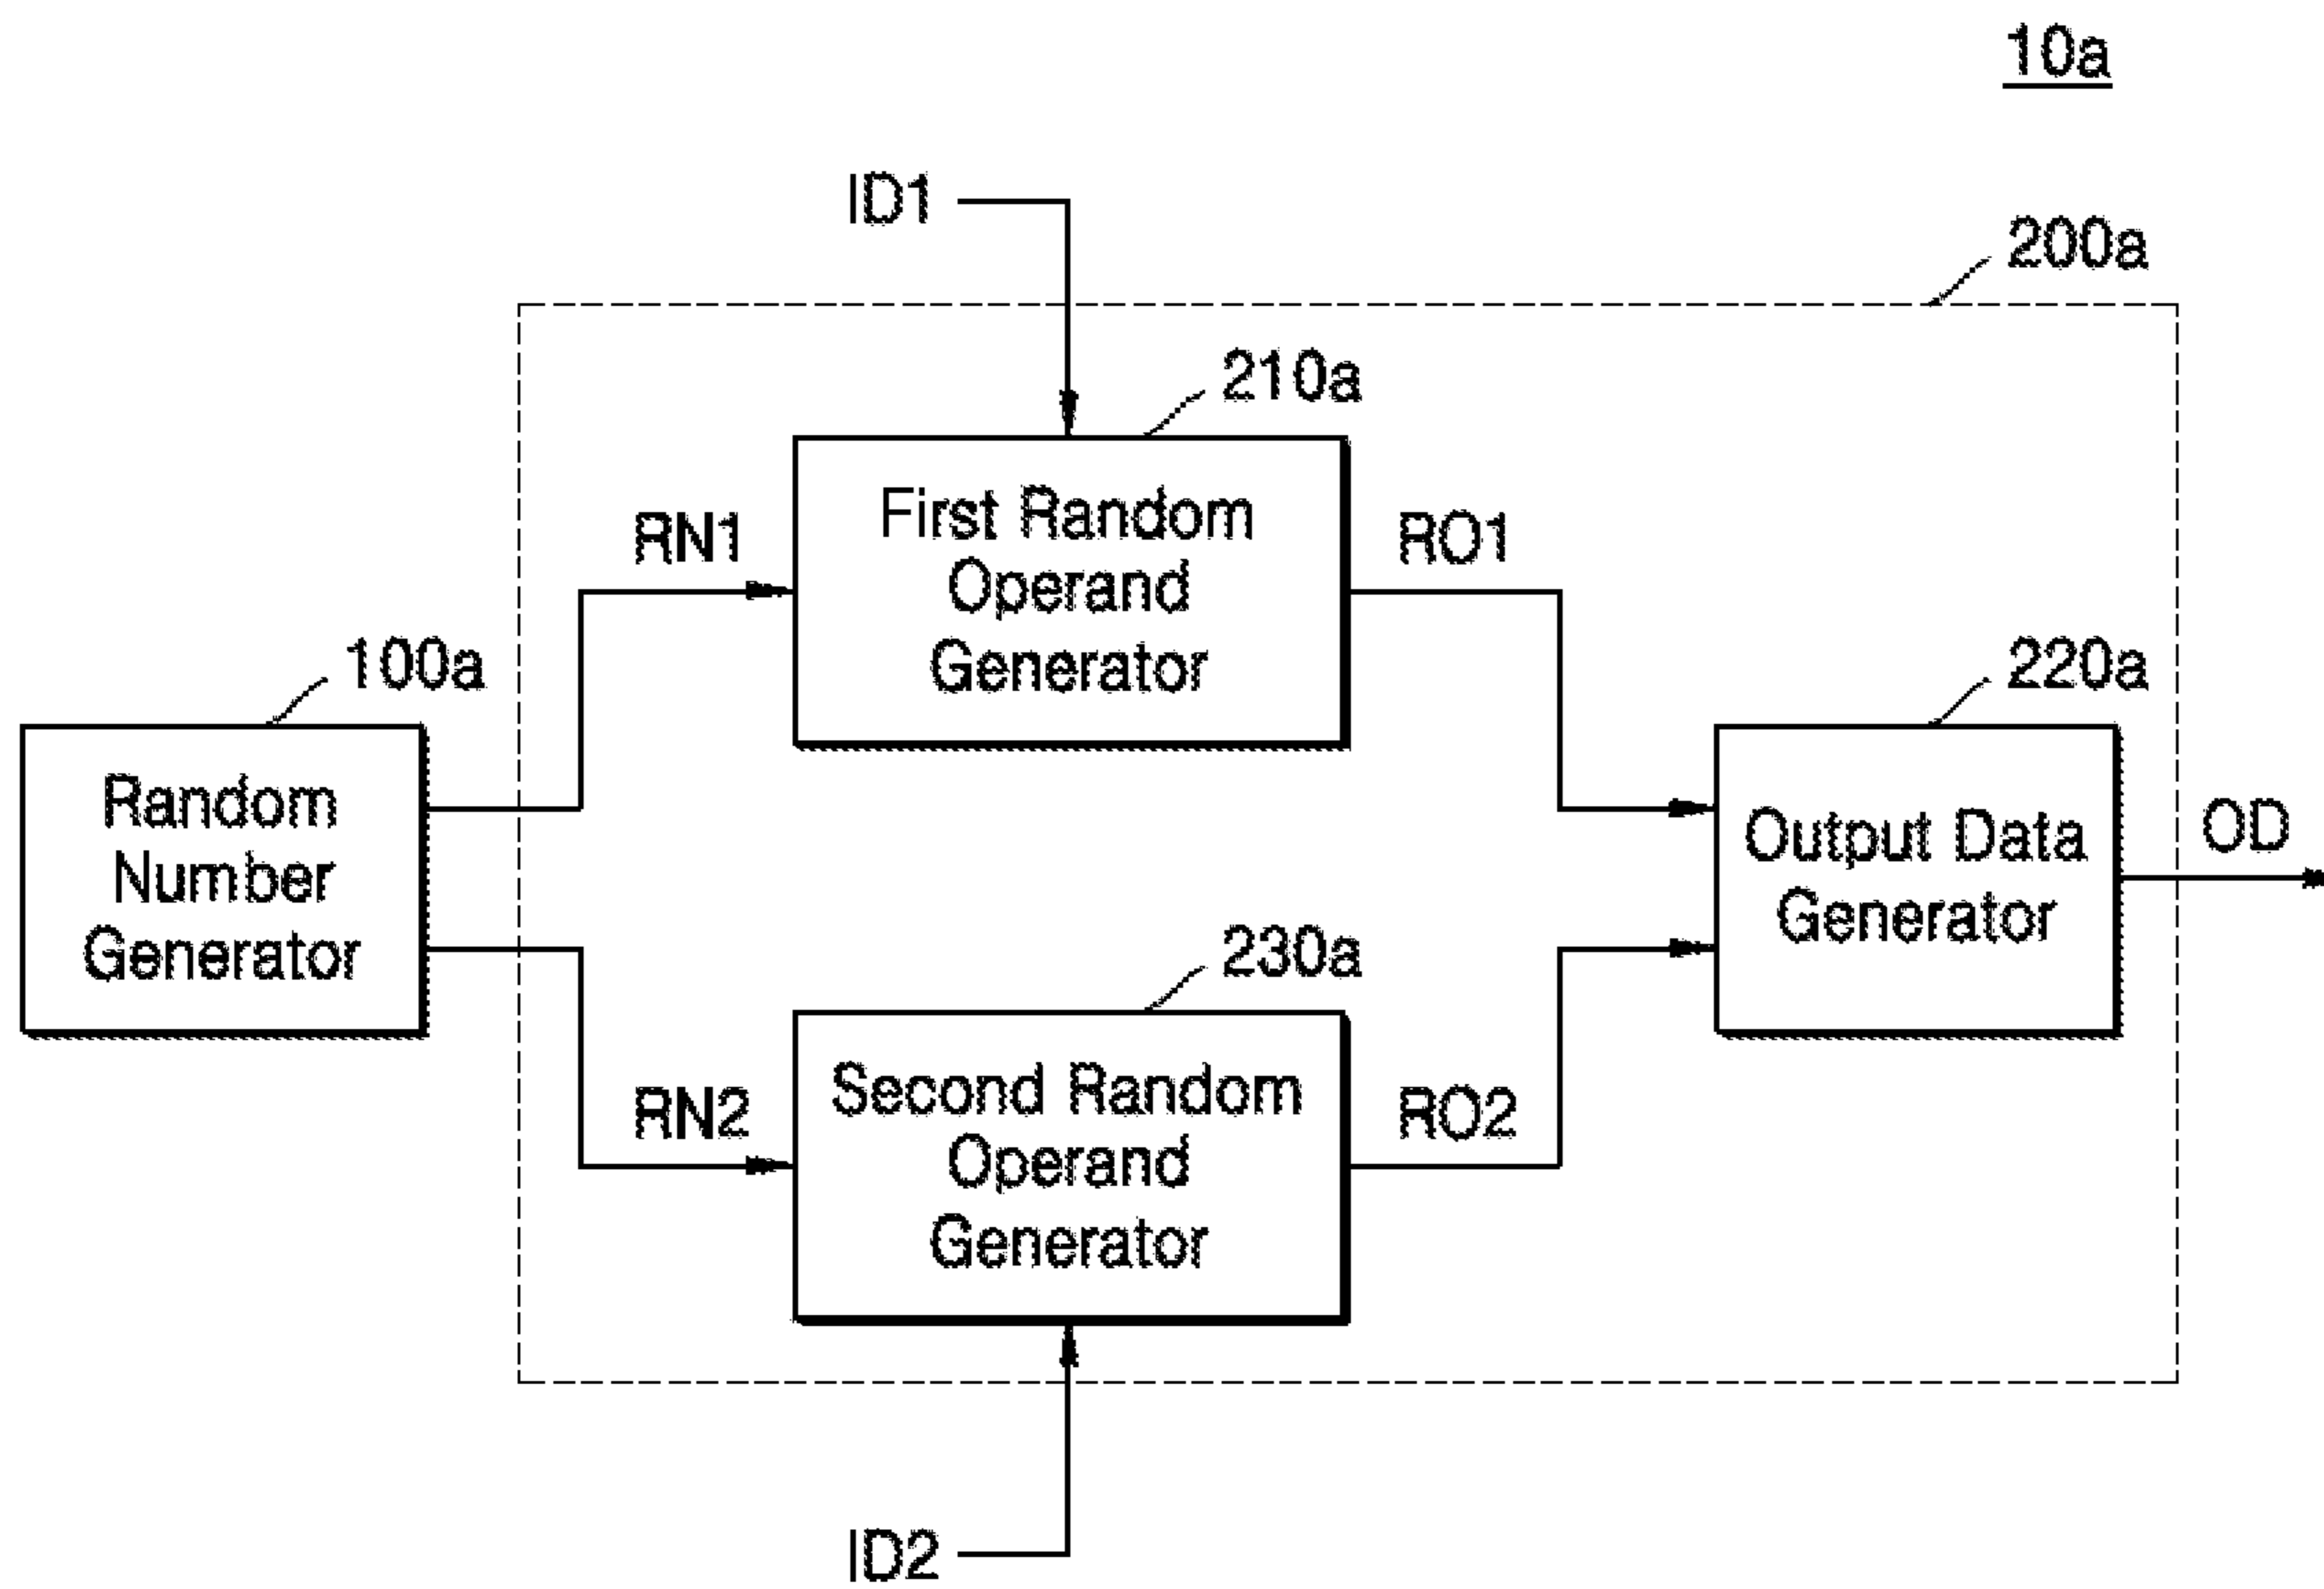 10a
ID1
200a
210a
First Random
Operand
Generator
RN1
RO1
100a
Random
Number
Generator
220a
Output Data
Generator
OD
230a
Second Random
Operand
Generator
RN2
RO2
ID2